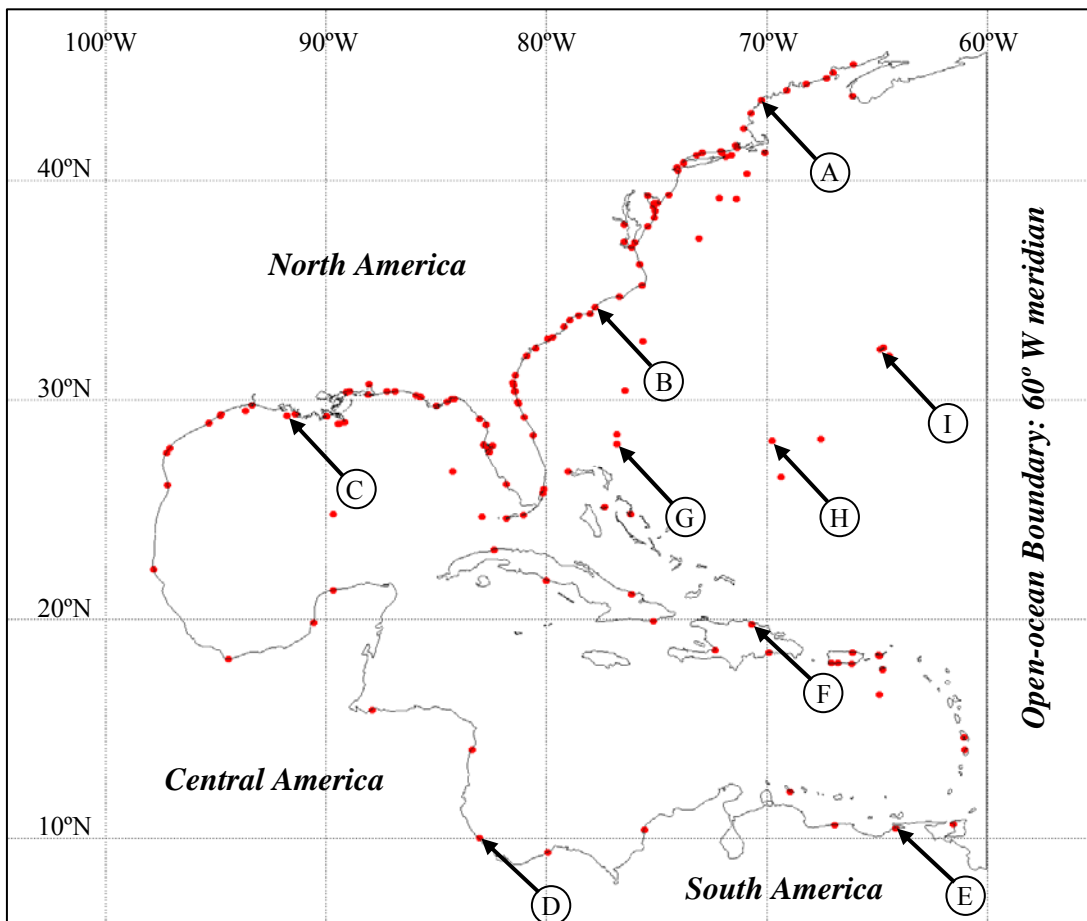 100ºW 90ºW 80ºW 70ºW 60ºW
A
40ºN
North America
B
30ºN
I
C
G
H
Open-ocean Boundary: 60º W meridian
20ºN
F
Central America
10ºN
South America
D
E